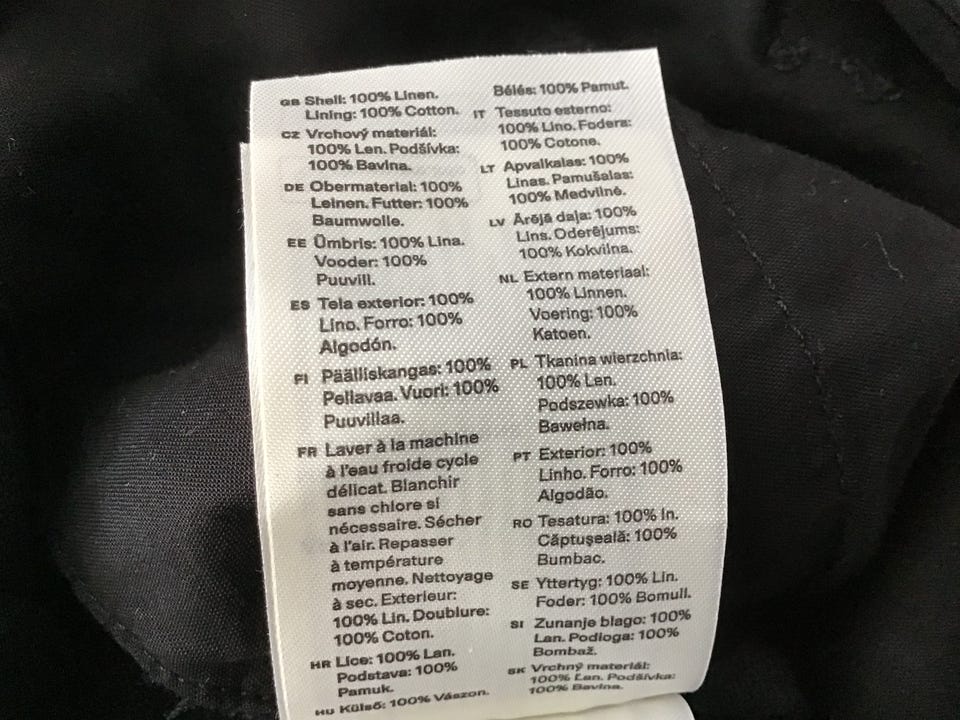 GB Shell: 100% Linen.
Lining: 100% Cotton.
CZ Vrchový materiál:
100% Len. Podšívka:
100% Bavlna.
DE Obermaterial: 100%
Leinen. Futter: 100%
Baumwolle.
EE Ümbris: 100% Lina.
Vooder: 100%
Puuvill.
ES Tela exterior: 100%
Lino. Forro: 100%
Algodón.
FI Päälliskangas: 100%
Pellavaa. Vuori: 100%
Puuvillaa.
FR Laver à la machine
à l'eau froide cycle
délicat. Blanchir
sans chlore si
nécessaire. Sécher
à l'air. Repasser
à température
moyenne. Nettoyage
à sec. Exterieur:
100% Lin. Doublure:
100% Coton.
HR Lice: 100% Lan.
Podstava: 100%
Pamuk.
HU Külső: 100% Vászon.
Bélés: 100% Pamut.
IT Tessuto esterno:
100% Lino. Fodera:
100% Cotone.
LT Apvalkalas: 100%
Linas. Pamušalas:
100% Medvilnė.
LV Ārējā daļa: 100%
Lins. Oderējums:
100% Kokvilna.
NL Extern materiaal:
100% Linnen.
Voering: 100%
Katoen.
PL Tkanina wierzchnia:
100% Len.
Podszewka: 100%
Bawełna.
PT Exterior: 100%
Linho. Forro: 100%
Algodão.
RO Tesatura: 100% In.
Căptușeală: 100%
Bumbac.
SE Yttertyg: 100% Lin.
Foder: 100% Bomull.
SI Zunanje blago: 100%
Lan. Podloga: 100%
Bombaž.
SK Vrchný materiál:
100% Ľan. Podšívka:
100% Bavlna.